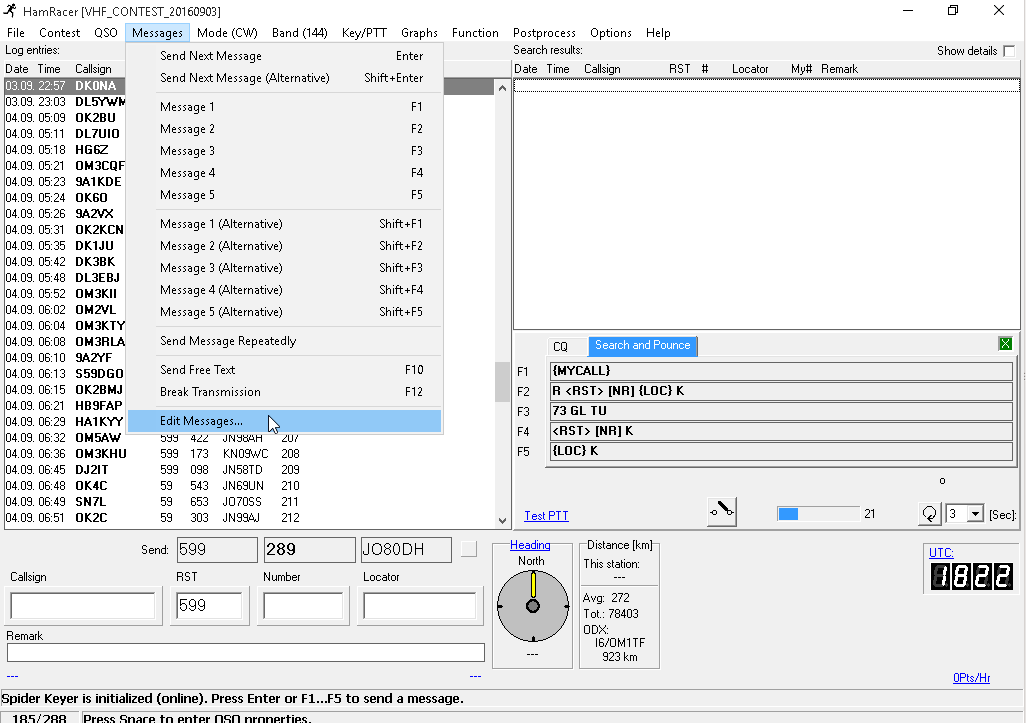 HamRacer [VHF_CONTEST_20160903]
File Contest QSO Messages Mode (CW) Band (144) Key/PTT Graphs Function Postprocess Options Help
Log entries:
Date Time Callsign
03.09. 22:57 DK0NA
03.09. 23:03 DL5YWM
04.09. 05:09 OK2BU
04.09. 05:11 DL7UIO
04.09. 05:18 HG6Z
04.09. 05:21 OM3CQF
04.09. 05:23 9A1KDE
04.09. 05:24 OK6O
04.09. 05:26 9A2VX
04.09. 05:31 OK2KCN
04.09. 05:35 DK1JU
04.09. 05:42 DK3BK
04.09. 05:48 DL3EBJ
04.09. 05:52 OM3KII
04.09. 06:02 OM2VL
04.09. 06:04 OM3KTY
04.09. 06:08 OM3RLA
04.09. 06:10 9A2YF
04.09. 06:13 S59DGO
04.09. 06:15 OK2BMJ
04.09. 06:21 HB9FAP
04.09. 06:29 HA1KYY
04.09. 06:32 OM5AW 599 422 JN98AH 207
04.09. 06:36 OM3KHU 599 173 KN09WC 208
04.09. 06:45 DJ2IT 599 098 JN58TD 209
04.09. 06:48 OK4C 59 543 JN69UN 210
04.09. 06:49 SN7L 59 653 JO70SS 211
04.09. 06:51 OK2C 59 303 JN99AJ 212
Send Next Message Enter
Send Next Message (Alternative) Shift+Enter
Message 1 F1
Message 2 F2
Message 3 F3
Message 4 F4
Message 5 F5
Message 1 (Alternative) Shift+F1
Message 2 (Alternative) Shift+F2
Message 3 (Alternative) Shift+F3
Message 4 (Alternative) Shift+F4
Message 5 (Alternative) Shift+F5
Send Message Repeatedly
Send Free Text F10
Break Transmission F12
Edit Messages...
Search results:
Show details
Date Time Callsign RST # Locator My# Remark
CQ Search and Pounce
F1 {MYCALL}
F2 R <RST> [NR] {LOC} K
F3 73 GL TU
F4 <RST> [NR] K
F5 {LOC} K
Test PTT 21 3 [Sec]:
Send: 599 289 JO80DH
Callsign RST Number Locator
599
Remark
--- ---
Heading
North
---
Distance [km]
This station:
---
Avg: 272
Tot.: 78403
ODX:
I6/OM1TF
923 km
UTC:
1822
0Pts/Hr
Spider Keyer is initialized (online). Press Enter or F1...F5 to send a message.
185/288 Press Space to enter QSO properties.